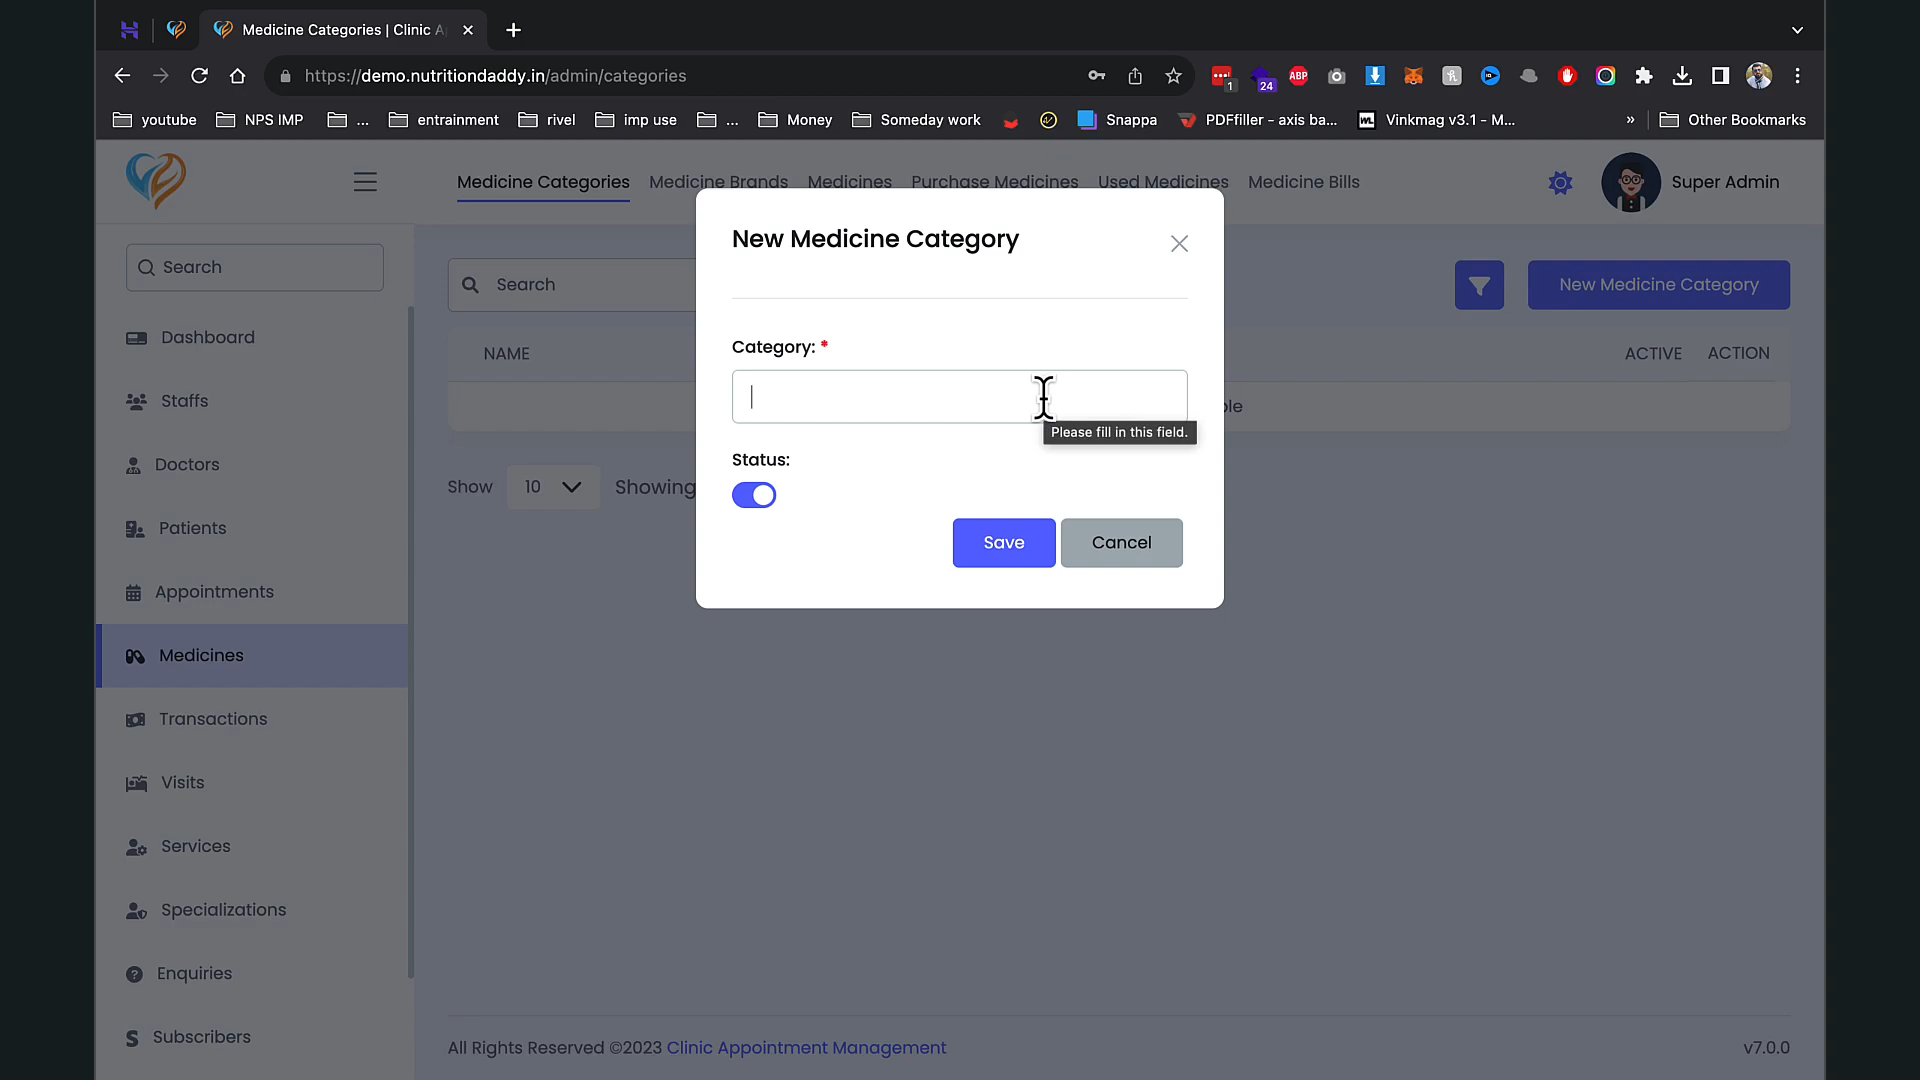 Medicine Categories | Clinic A
https://demo.nutritiondaddy.in/admin/categories
1
24
ABP
youtube
NPS IMP
...
entrainment
rivel
imp use
...
Money
Someday work
Snappa
PDFfiller - axis ba...
Vinkmag v3.1 - M...
»
Other Bookmarks
Medicine Categories
Medicine Brands
Medicines
Purchase Medicines
Used Medicines
Medicine Bills
Super Admin
Search
Dashboard
Staffs
Doctors
Patients
Appointments
Medicines
Transactions
Visits
Services
Specializations
Enquiries
Subscribers
Search
New Medicine Category
NAME
ACTIVE
ACTION
ble
Show
10
Showing
New Medicine Category
Category: *
Please fill in this field.
Status:
Save
Cancel
All Rights Reserved ©2023 Clinic Appointment Management
v7.0.0